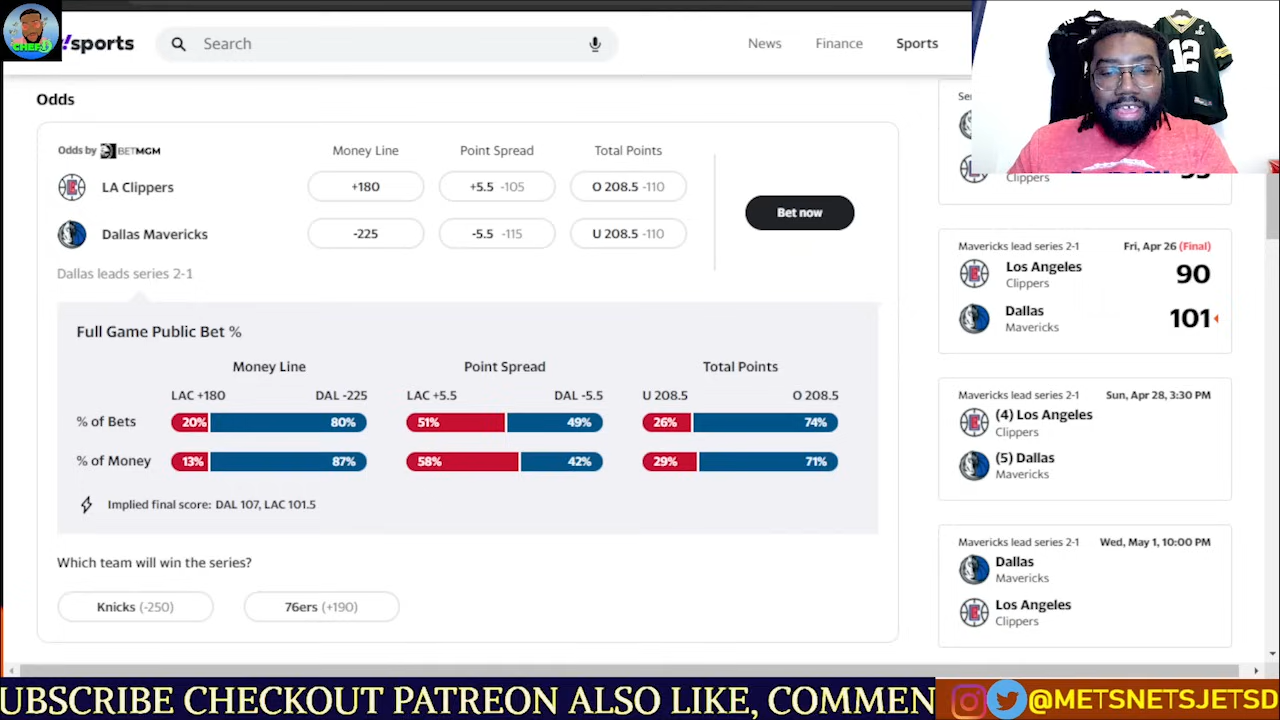 CHEF
!sports
Search
News
Finance
Sports
Odds
Odds by BETMGM
Money Line
Point Spread
Total Points
LA Clippers
+180
+5.5 -105
O 208.5 -110
Dallas Mavericks
-225
-5.5 -115
U 208.5 -110
Bet now
Dallas leads series 2-1
Full Game Public Bet %
Money Line
Point Spread
Total Points
LAC +180
DAL -225
LAC +5.5
DAL -5.5
U 208.5
O 208.5
% of Bets
20%
80%
51%
49%
26%
74%
% of Money
13%
87%
58%
42%
29%
71%
Implied final score: DAL 107, LAC 101.5
Which team will win the series?
Knicks (-250)
76ers (+190)
12
Clippers
Mavericks lead series 2-1
Fri, Apr 26 (Final)
Los Angeles
Clippers
90
Dallas
Mavericks
101
Mavericks lead series 2-1
Sun, Apr 28, 3:30 PM
(4) Los Angeles
Clippers
(5) Dallas
Mavericks
Mavericks lead series 2-1
Wed, May 1, 10:00 PM
Dallas
Mavericks
Los Angeles
Clippers
UBSCRIBE CHECKOUT PATREON ALSO LIKE, COMMEN
@METSNETSJETSD